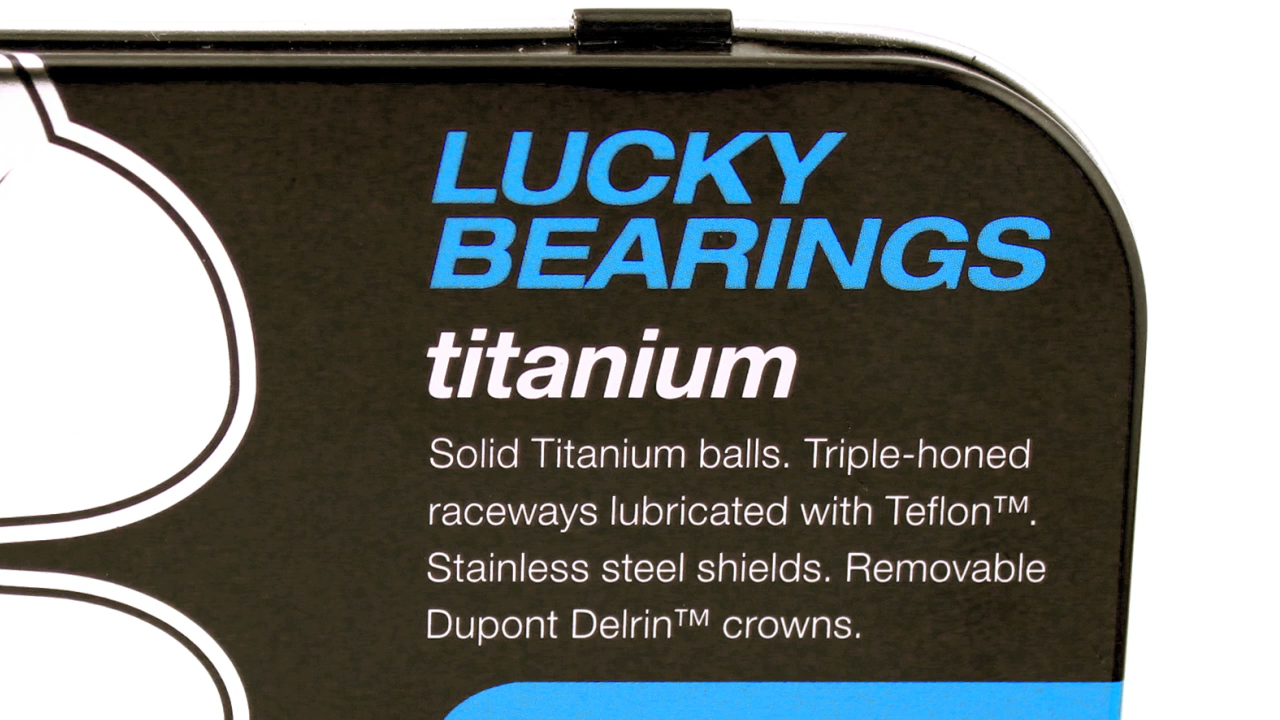 LUCKY
BEARINGS
titanium
Solid Titanium balls. Triple-honed
raceways lubricated with Teflon™.
Stainless steel shields. Removable
Dupont Delrin™ crowns.